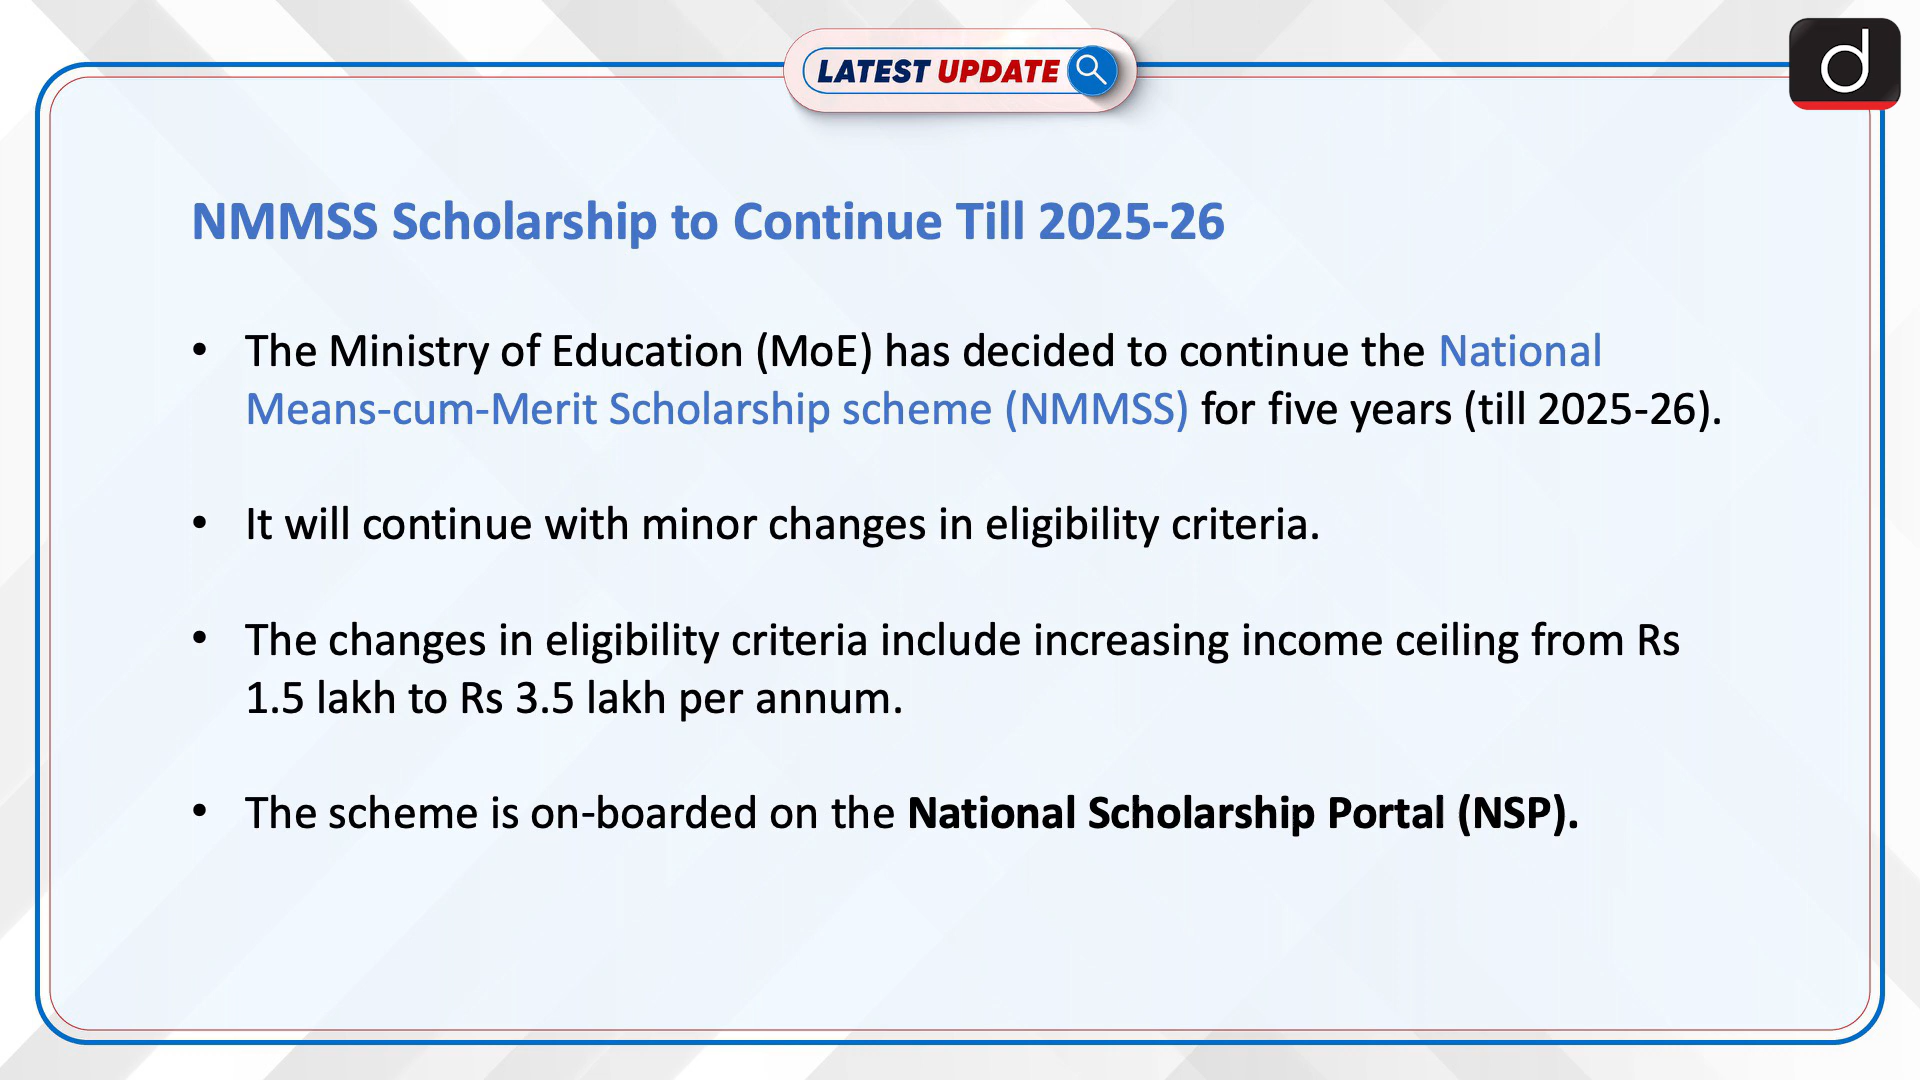 LATEST UPDATE
d
NMMSS Scholarship to Continue Till 2025-26
• The Ministry of Education (MoE) has decided to continue the National
Means-cum-Merit Scholarship scheme (NMMSS) for five years (till 2025-26).
• It will continue with minor changes in eligibility criteria.
• The changes in eligibility criteria include increasing income ceiling from Rs
1.5 lakh to Rs 3.5 lakh per annum.
• The scheme is on-boarded on the National Scholarship Portal (NSP).